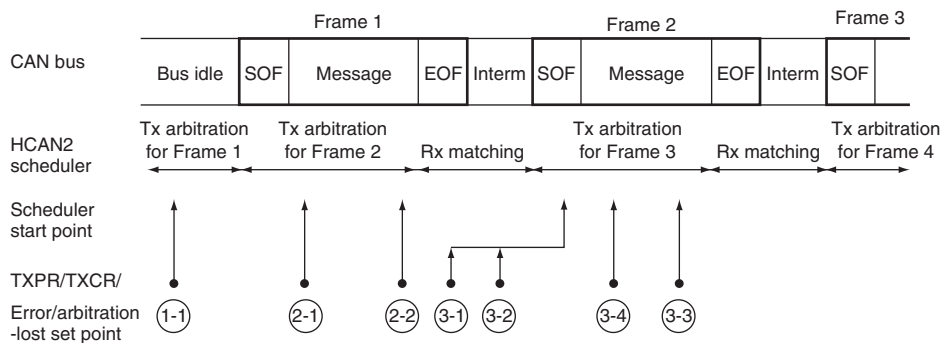 Frame 1
Frame 2
Frame 3
CAN bus
Bus idle
SOF
Message
EOF
Interm
SOF
Message
EOF
Interm
SOF
HCAN2
scheduler
Tx arbitration
for Frame 1
Tx arbitration
for Frame 2
Rx matching
Tx arbitration
for Frame 3
Rx matching
Tx arbitration
for Frame 4
Scheduler
start point
TXPR/TXCR/
Error/arbitration
-lost set point
1-1
2-1
2-2
3-1
3-2
3-4
3-3